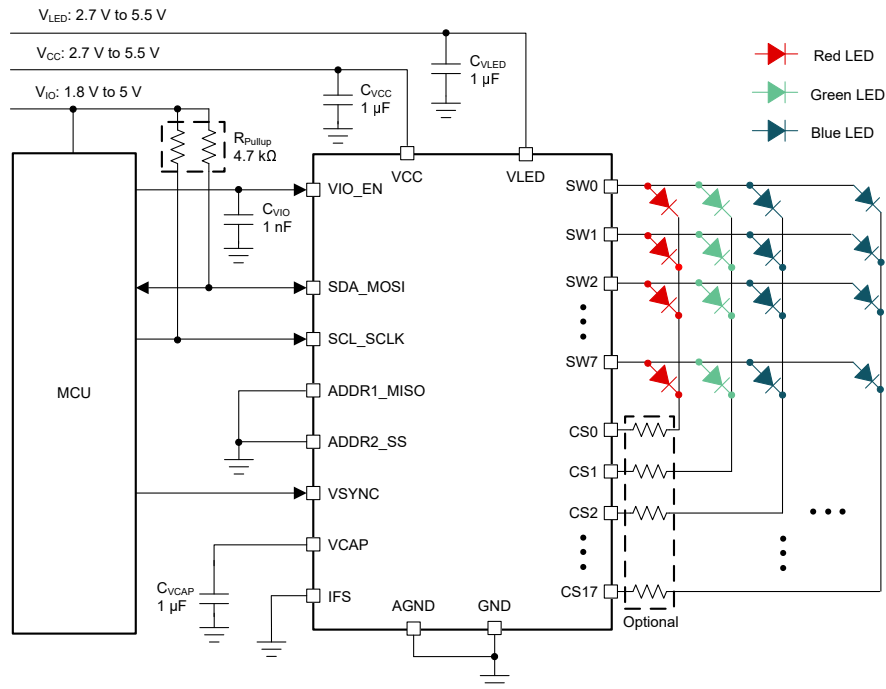 VLED: 2.7 V to 5.5 V
VCC: 2.7 V to 5.5 V
VIO: 1.8 V to 5 V
CVLED
1 µF
CVCC
1 µF
RPullup
4.7 kΩ
CVIO
1 nF
Red LED
Green LED
Blue LED
MCU
VCC
VLED
VIO_EN
SDA_MOSI
SCL_SCLK
ADDR1_MISO
ADDR2_SS
VSYNC
VCAP
IFS
CVCAP
1 µF
AGND
GND
SW0
SW1
SW2
SW7
CS0
CS1
CS2
CS17
Optional